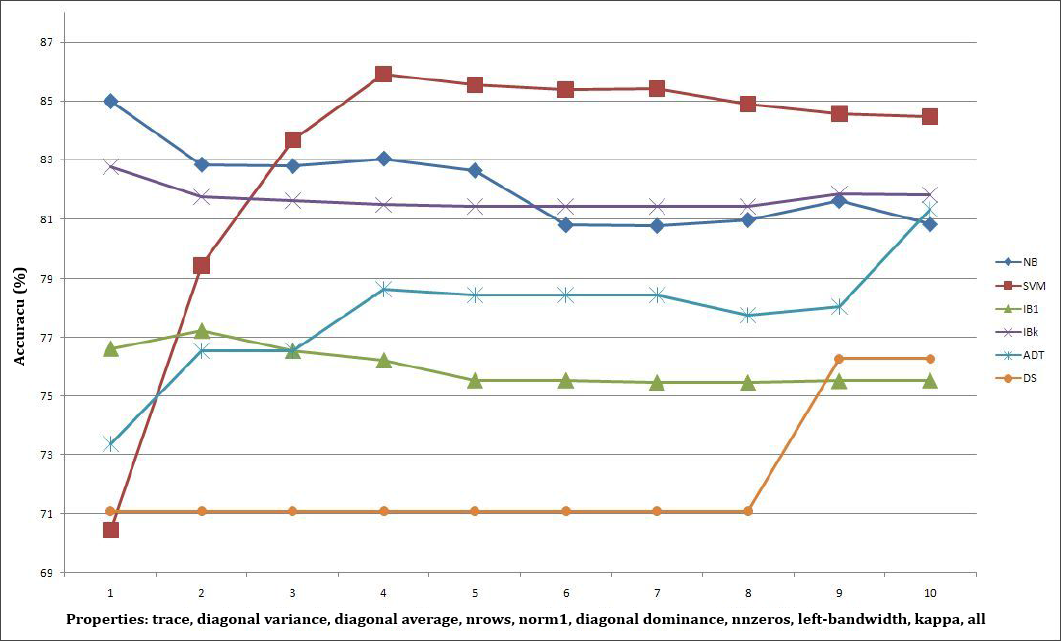 87
85
83
81
79
77
75
73
71
69
Accuracu (%)
NB
SVM
IB1
IBk
ADT
DS
1 2 3 4 5 6 7 8 9 10
Properties: trace, diagonal variance, diagonal average, nrows, norm1, diagonal dominance, nnzeros, left-bandwidth, kappa, all